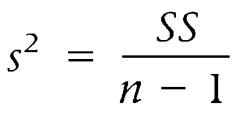 s² = SS / n − 1